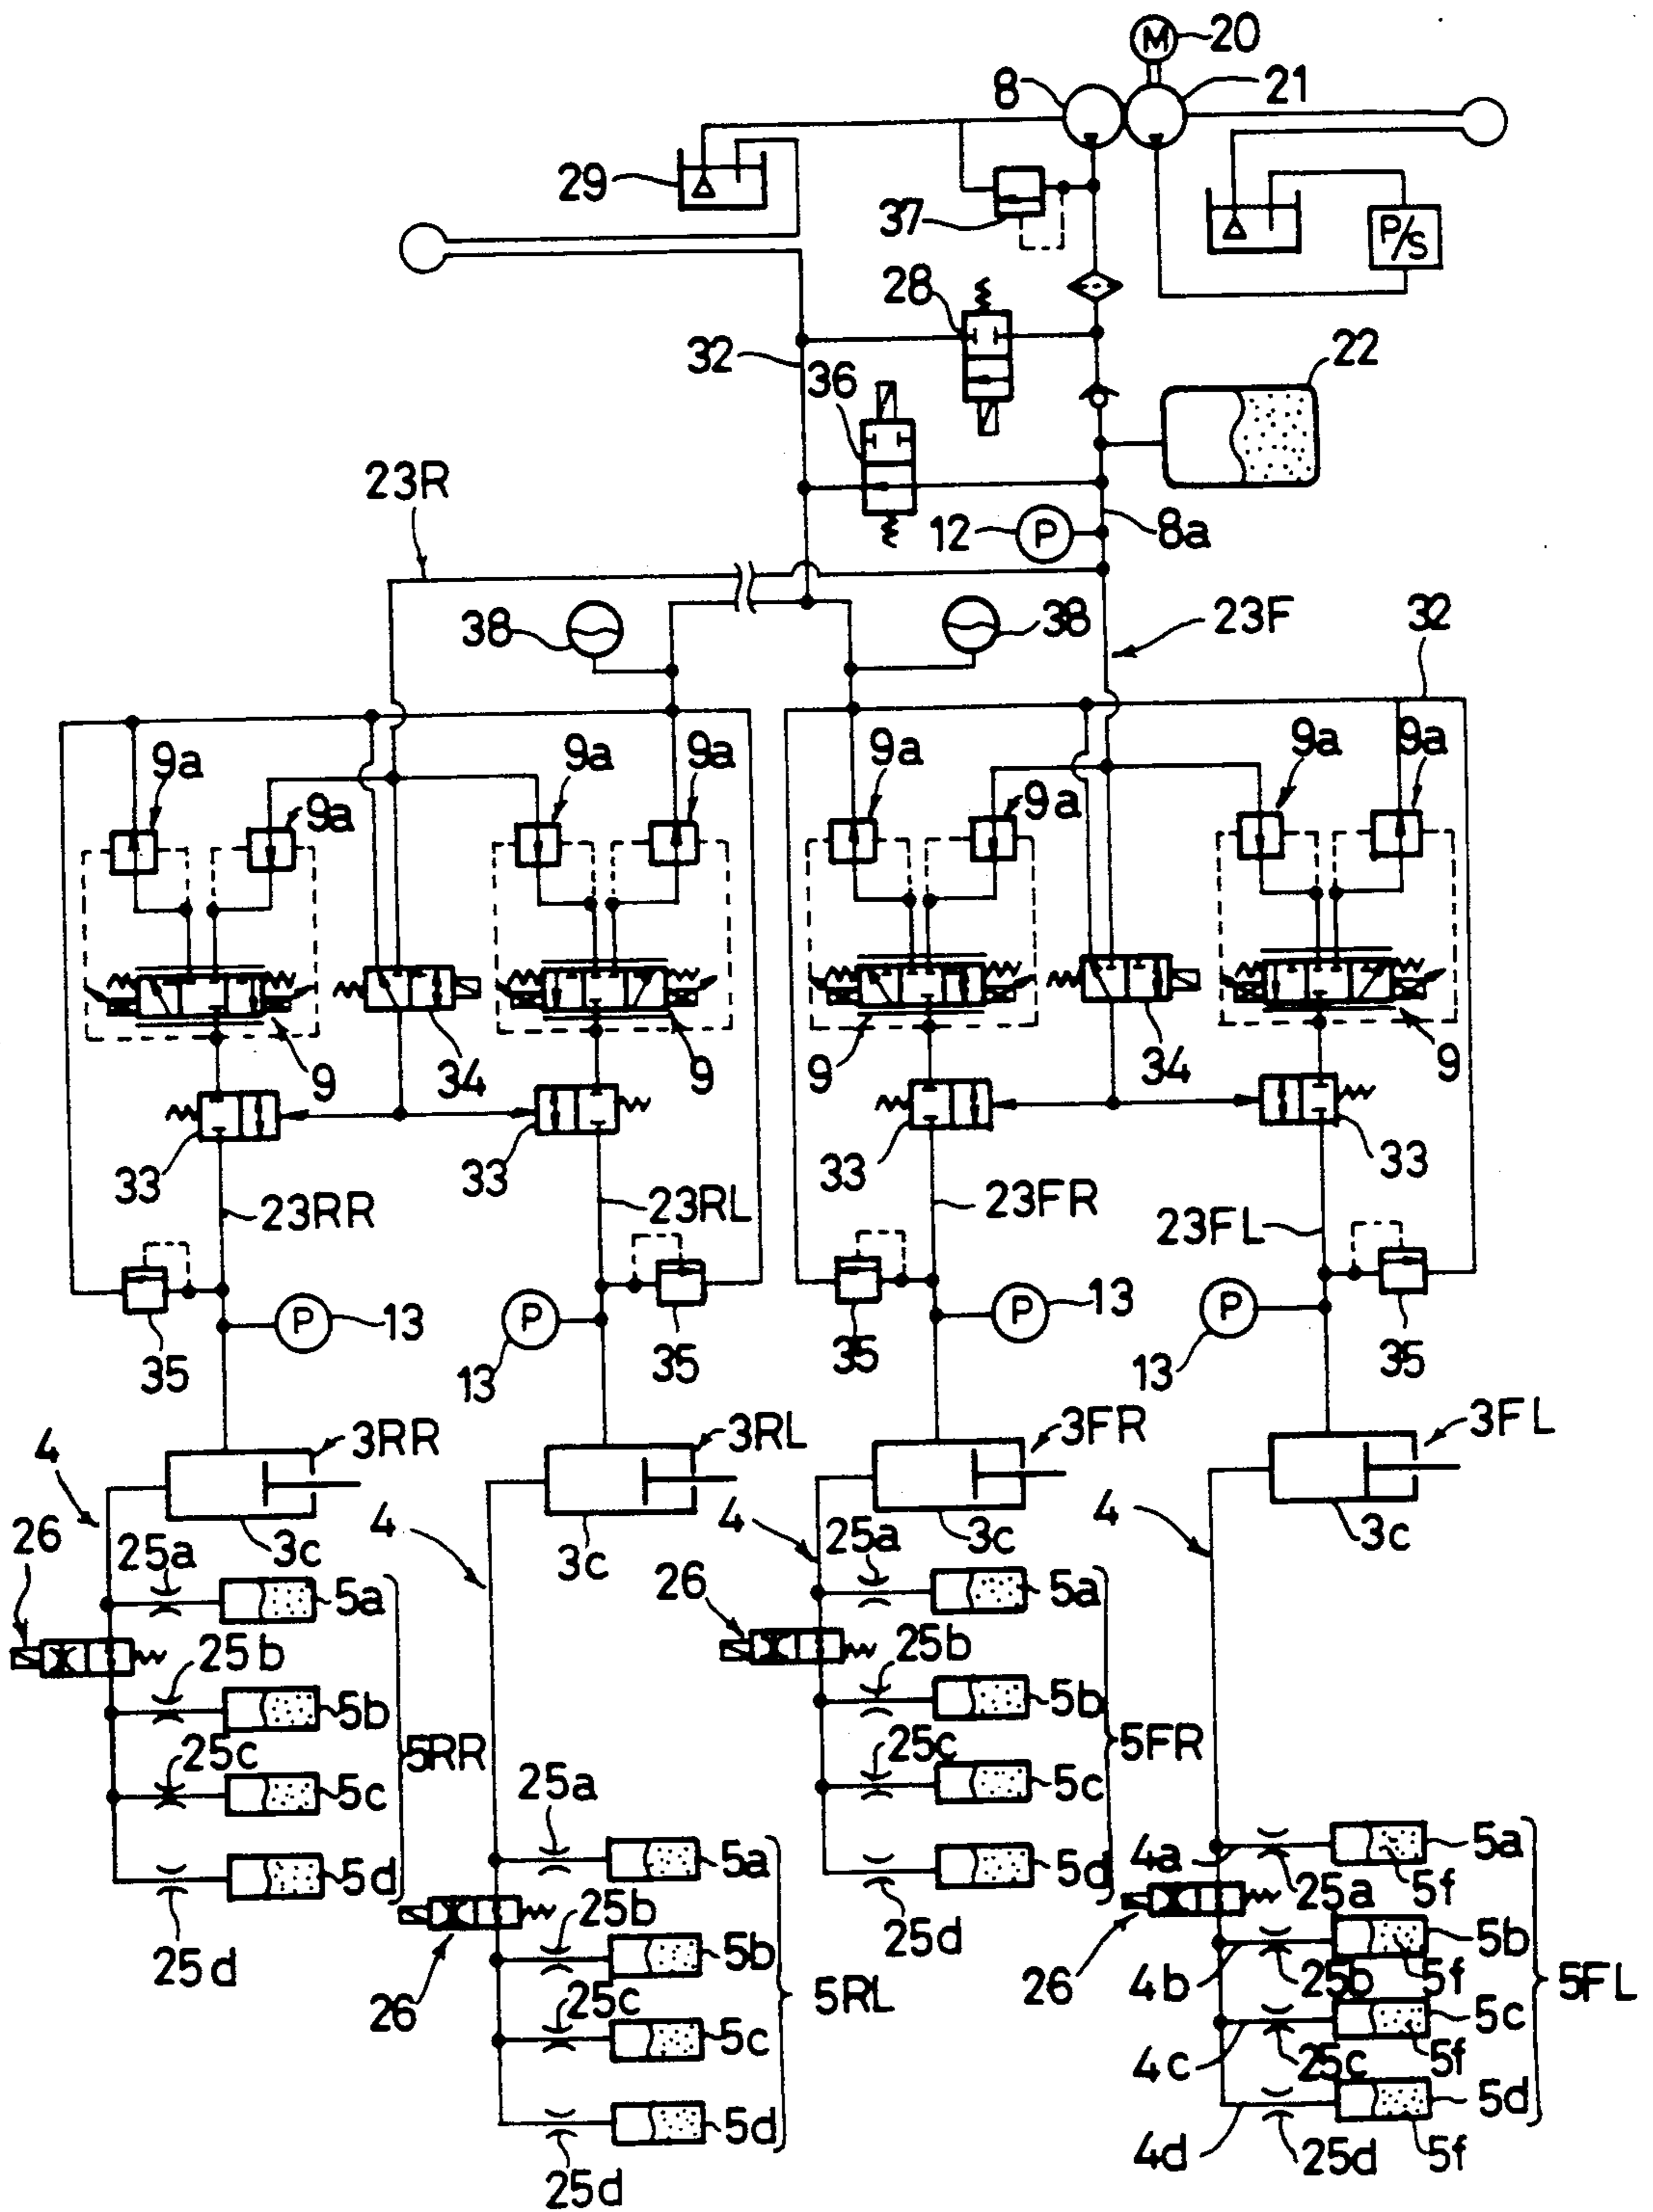 M 20
8 21
29
37
P/S
28
32
22
36
23R
12 P 8a
38
38
23F
32
9a
9a
9a
9a
9a
9a
9a
9a
9
34
9
9
34
9
33
33
33
33
23RR
23RL
23FR
23FL
P 13
P
P 13
P
35
13
35
35
13
35
3RR
3RL
3FR
3FL
4
4
4
4
26
25a
3c
3c
25a
3c
3c
5a
26
5a
25b
25b
5b
5b
5RR
5FR
25c
25c
5c
5c
25a
5d
5a
5d
4a
5a
25a
5f
25d
25b
25d
5b
26
5b
26
4b
25b
5f
5RL
5FL
25c
5c
5c
4c
25c
5f
5d
5d
25d
4d
25d
5f